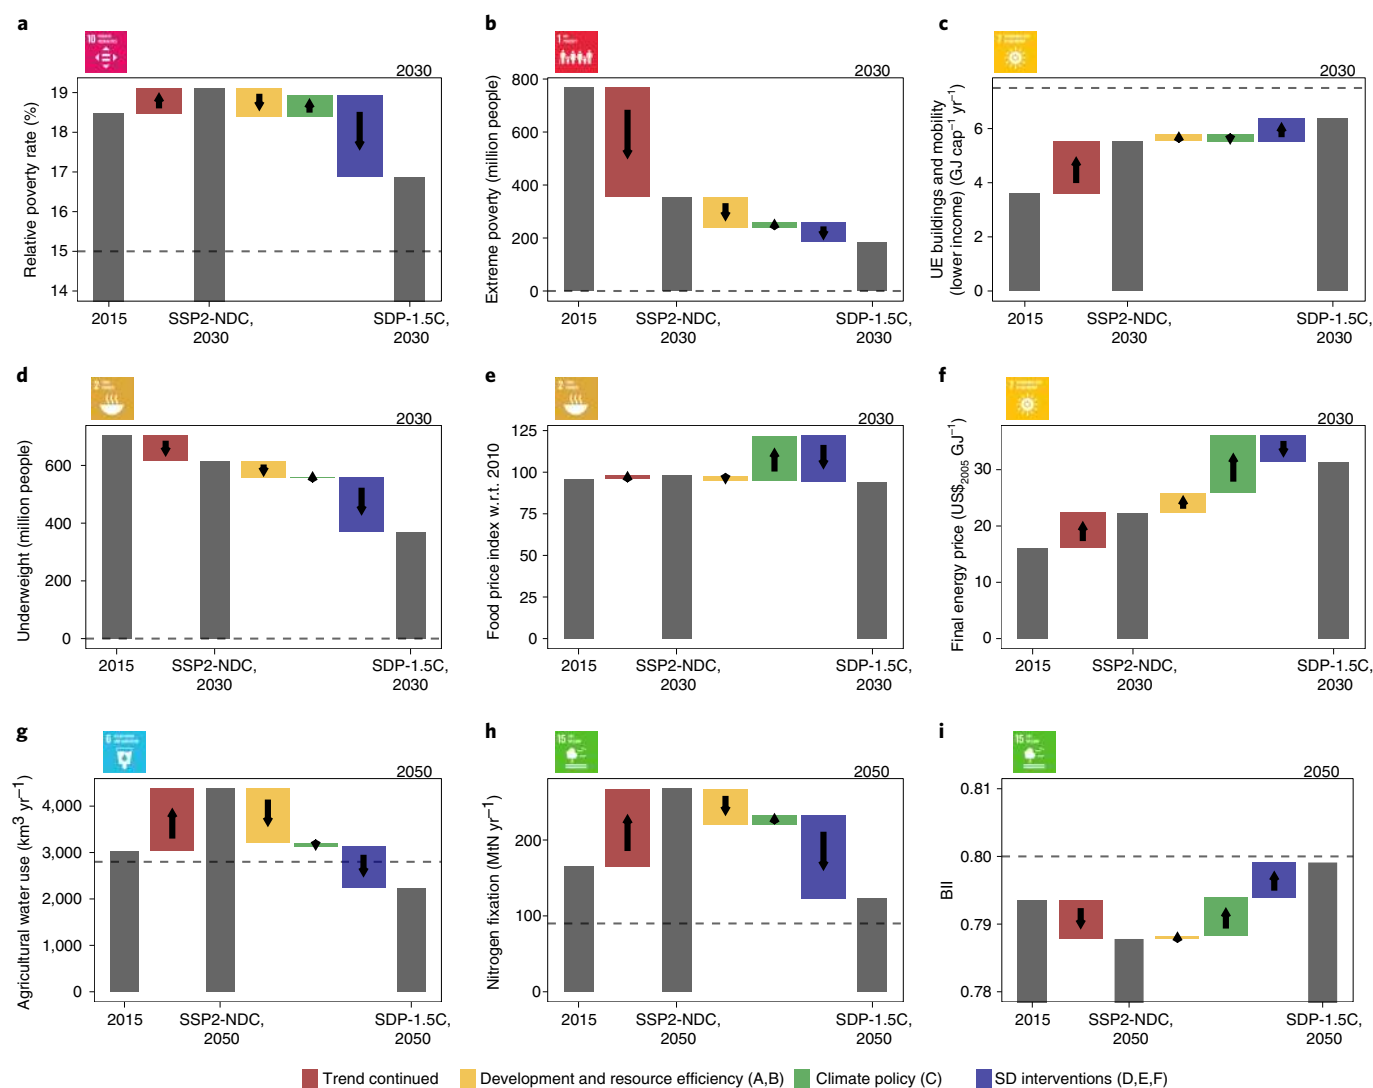 a
b
c
10
1
7
2030
2030
2030
Relative poverty rate (%)
19
18
17
16
15
14
2015
SSP2-NDC,
2030
SDP-1.5C,
2030
Extreme poverty (million people)
800
600
400
200
0
2015
SSP2-NDC,
2030
SDP-1.5C,
2030
UE buildings and mobility
(lower income) (GJ cap−1 yr−1)
6
4
2
0
2015
SSP2-NDC,
2030
SDP-1.5C,
2030
d
e
f
2
2
7
2030
2030
2030
Underweight (million people)
600
400
200
0
2015
SSP2-NDC,
2030
SDP-1.5C,
2030
Food price index w.r.t. 2010
125
100
75
50
25
0
2015
SSP2-NDC,
2030
SDP-1.5C,
2030
Final energy price (US$2005 GJ−1)
30
20
10
0
2015
SSP2-NDC,
2030
SDP-1.5C,
2030
g
h
i
6
15
15
2050
2050
2050
Agricultural water use (km3 yr−1)
4,000
3,000
2,000
1,000
0
2015
SSP2-NDC,
2050
SDP-1.5C,
2050
Nitrogen fixation (MtN yr−1)
200
100
0
2015
SSP2-NDC,
2050
SDP-1.5C,
2050
BII
0.81
0.80
0.79
0.78
2015
SSP2-NDC,
2050
SDP-1.5C,
2050
Trend continued
Development and resource efficiency (A,B)
Climate policy (C)
SD interventions (D,E,F)